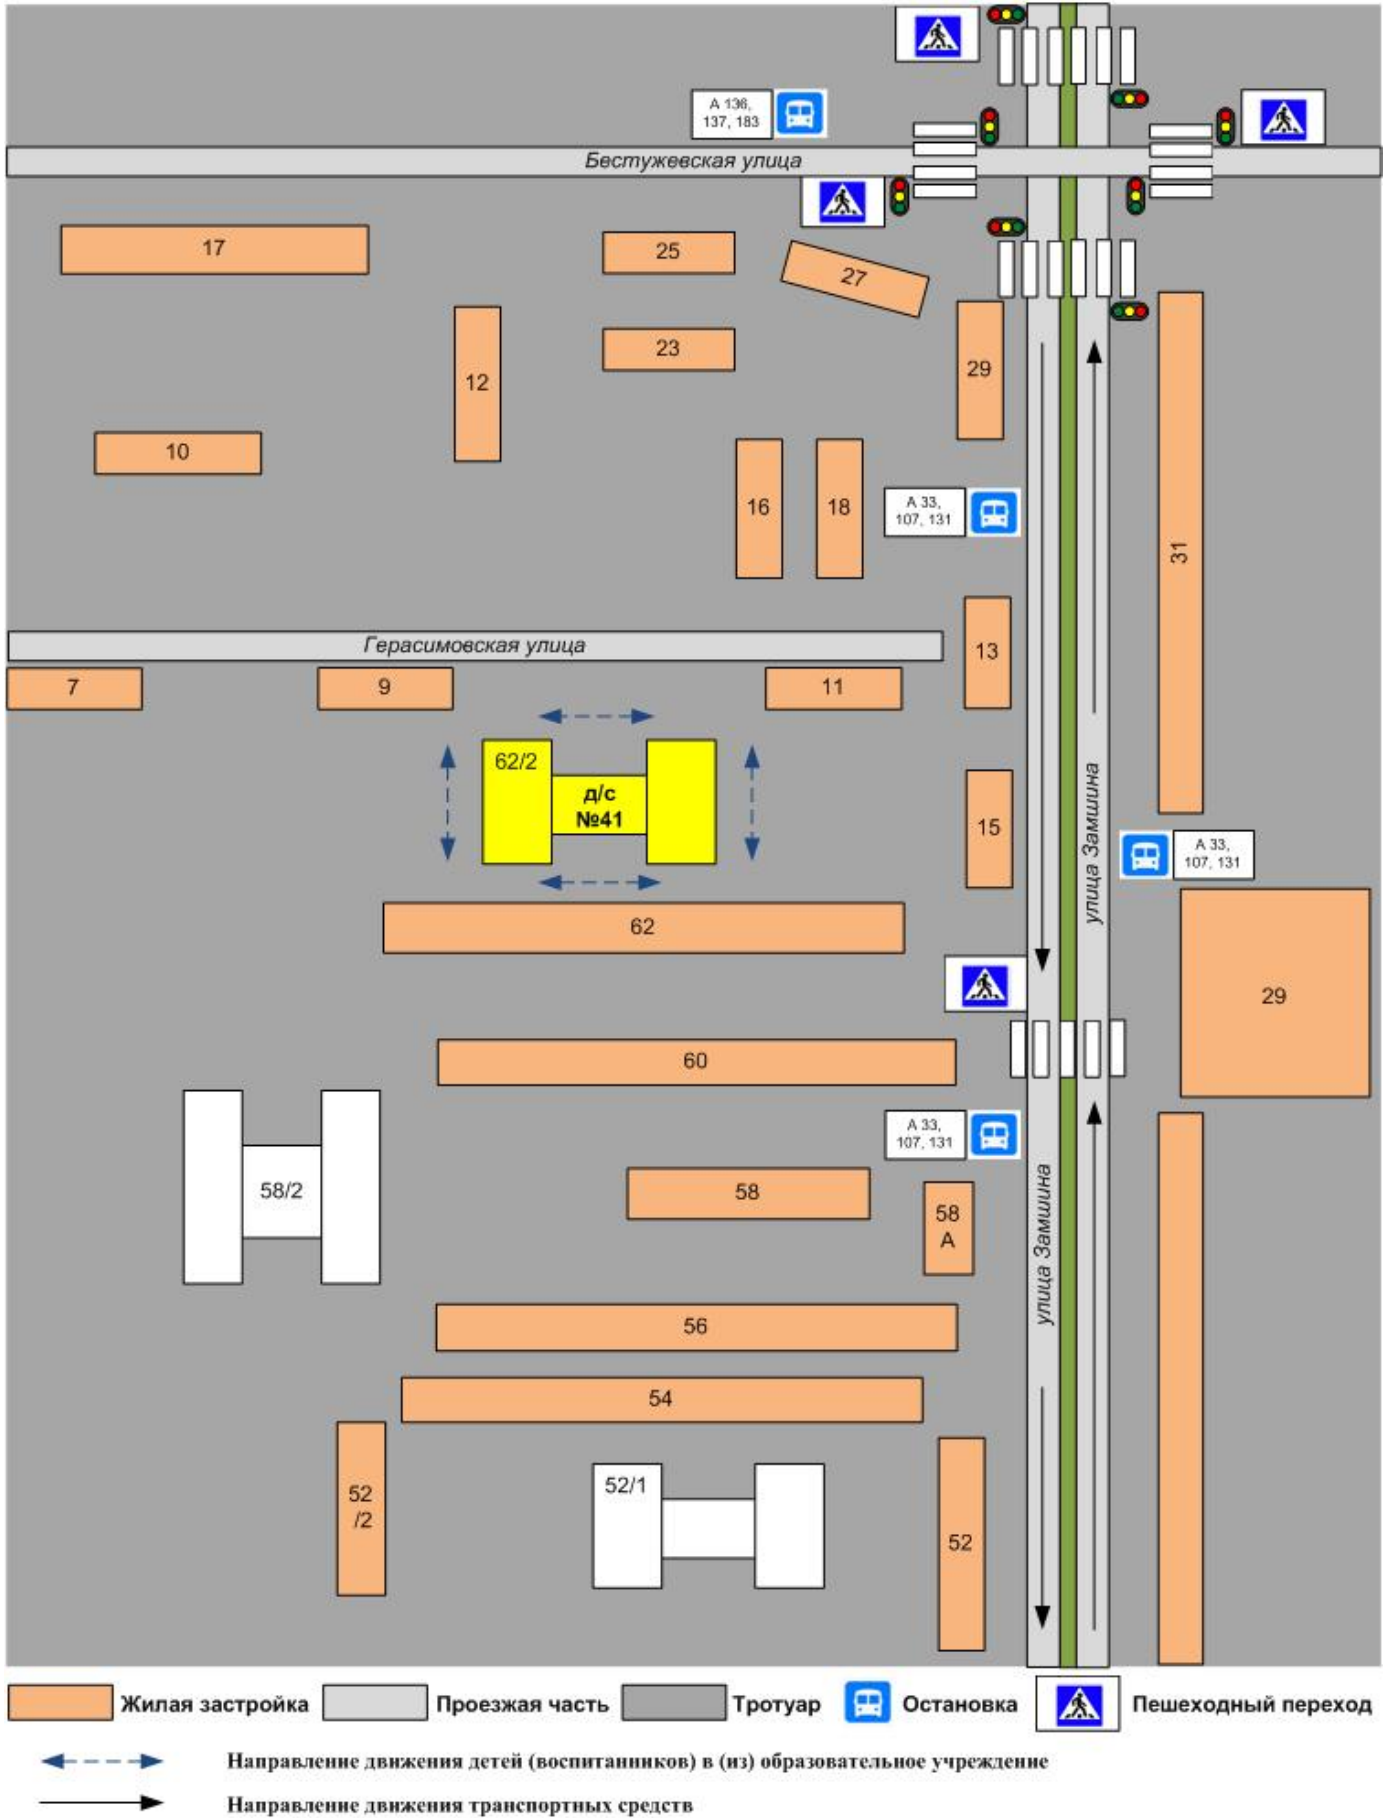 А 136,
137, 183
Бестужевская улица
17
25
27
12
23
29
10
16
18
А 33,
107, 131
31
Герасимовская улица
13
7
9
11
62/2
д/с
№41
15
улица Замшина
А 33,
107, 131
62
29
60
А 33,
107, 131
58/2
58
58
А
улица Замшина
56
54
52
/2
52/1
52
Жилая застройка
Проезжая часть
Тротуар
Остановка
Пешеходный переход
Направление движения детей (воспитанников) в (из) образовательное учреждение
Направление движения транспортных средств